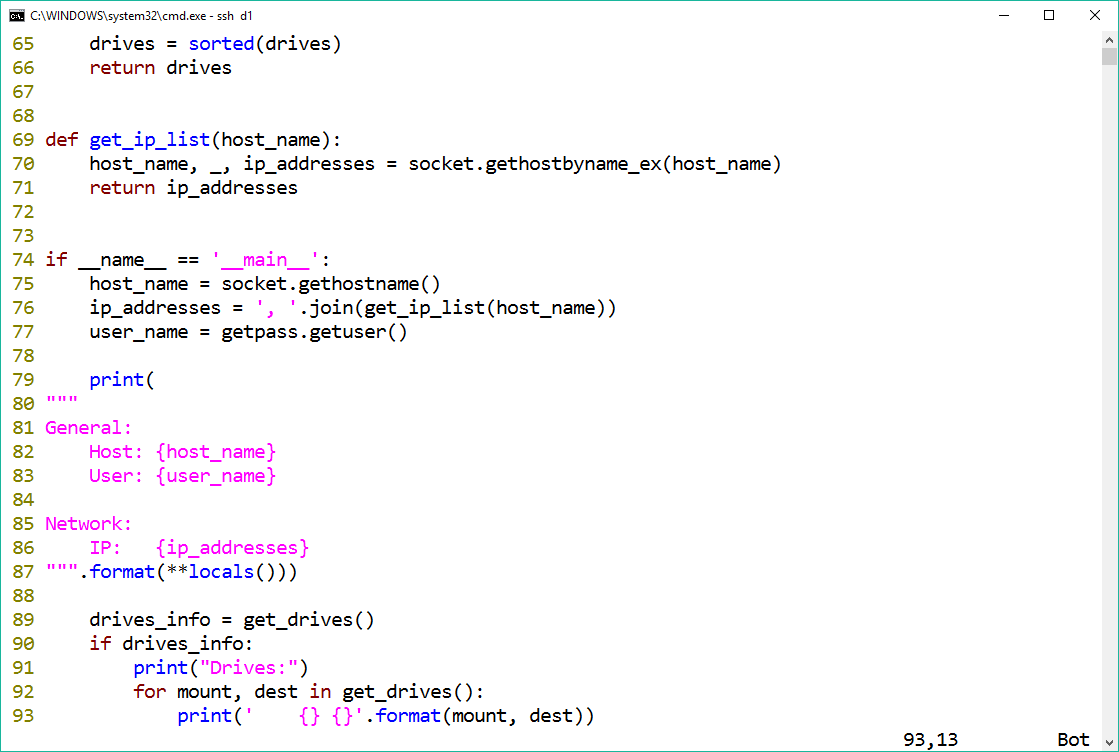 C:\WINDOWS\system32\cmd.exe - ssh  d1
65     drives = sorted(drives)
66     return drives
67
68
69 def get_ip_list(host_name):
70     host_name, _, ip_addresses = socket.gethostbyname_ex(host_name)
71     return ip_addresses
72
73
74 if __name__ == '__main__':
75     host_name = socket.gethostname()
76     ip_addresses = ', '.join(get_ip_list(host_name))
77     user_name = getpass.getuser()
78
79     print(
80 """
81 General:
82     Host: {host_name}
83     User: {user_name}
84
85 Network:
86     IP:   {ip_addresses}
87 """.format(**locals()))
88
89     drives_info = get_drives()
90     if drives_info:
91         print("Drives:")
92         for mount, dest in get_drives():
93             print('    {} {}'.format(mount, dest))
93,13 Bot